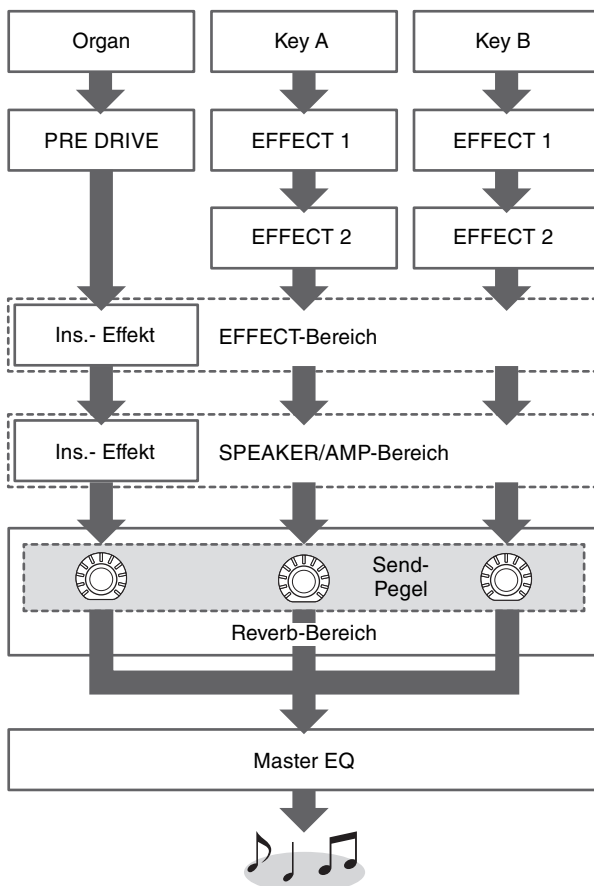 Organ
Key A
Key B
PRE DRIVE
EFFECT 1
EFFECT 1
EFFECT 2
EFFECT 2
Ins.- Effekt
EFFECT-Bereich
Ins.- Effekt
SPEAKER/AMP-Bereich
Send-
Pegel
Reverb-Bereich
Master EQ